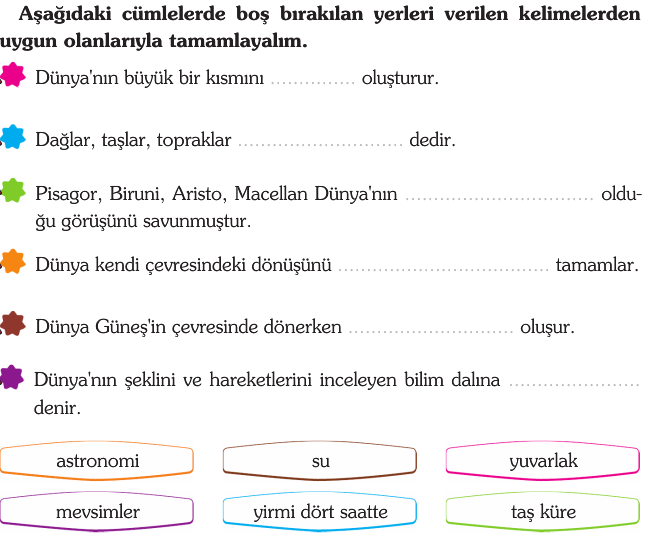 Aşağıdaki cümlelerde boş bırakılan yerleri verilen kelimelerden
uygun olanlarıyla tamamlayalım.
Dünya'nın büyük bir kısmını ............... oluşturur.
Dağlar, taşlar, topraklar ............................. dedir.
Pisagor, Biruni, Aristo, Macellan Dünya'nın ................................. oldu-
ğu görüşünü savunmuştur.
Dünya kendi çevresindeki dönüşünü ..................................... tamamlar.
Dünya Güneş'in çevresinde dönerken ............................. oluşur.
Dünya'nın şeklini ve hareketlerini inceleyen bilim dalına .......................
denir.
astronomi su yuvarlak
mevsimler yirmi dört saatte taş küre